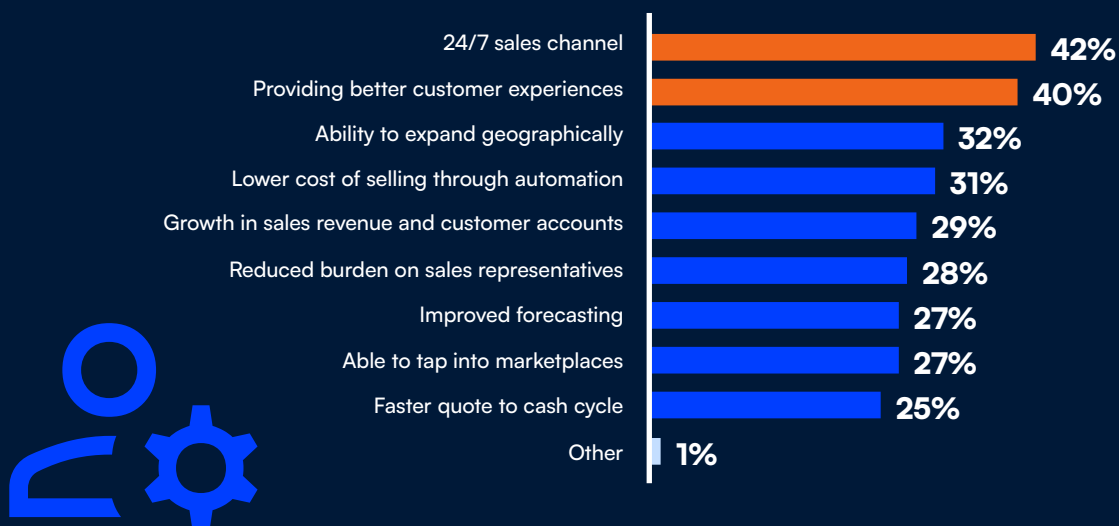 24/7 sales channel 42%
Providing better customer experiences 40%
Ability to expand geographically 32%
Lower cost of selling through automation 31%
Growth in sales revenue and customer accounts 29%
Reduced burden on sales representatives 28%
Improved forecasting 27%
Able to tap into marketplaces 27%
Faster quote to cash cycle 25%
Other 1%